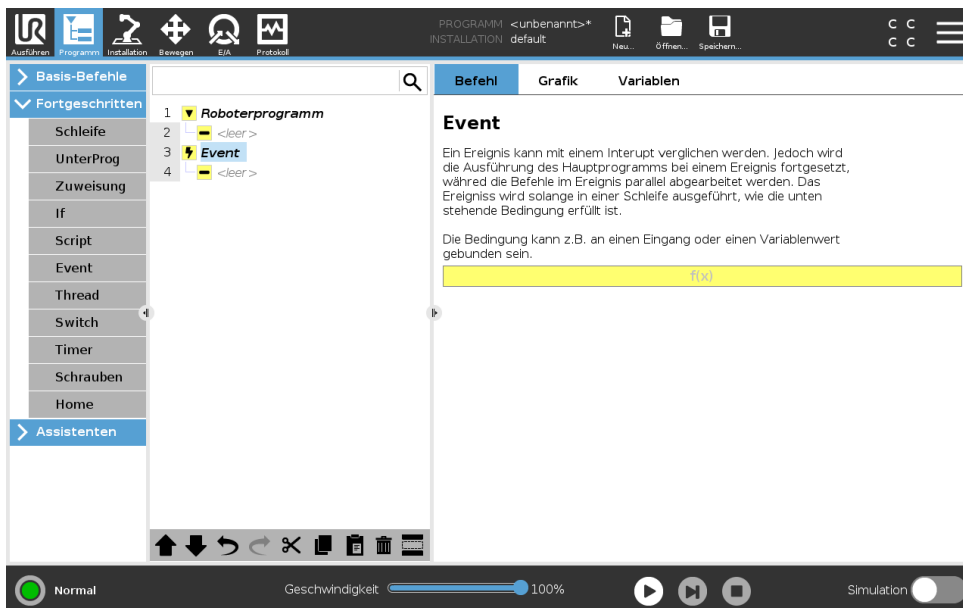 PROGRAMM <unbenannt>*
INSTALLATION default
Ausführen Programm Installation Bewegen E/A Protokoll
Neu... Öffnen... Speichern...
C C
C C
Basis-Befehle
Fortgeschritten
Schleife
UnterProg
Zuweisung
If
Script
Event
Thread
Switch
Timer
Schrauben
Home
Assistenten
1 Roboterprogramm
2 <leer>
3 Event
4 <leer>
Befehl Grafik Variablen
Event
Ein Ereignis kann mit einem Interupt verglichen werden. Jedoch wird
die Ausführung des Hauptprogramms bei einem Ereignis fortgesetzt,
währed die Befehle im Ereignis parallel abgearbeitet werden. Das
Ereigniss wird solange in einer Schleife ausgeführt, wie die unten
stehende Bedingung erfüllt ist.
Die Bedingung kann z.B. an einen Eingang oder einen Variablenwert
gebunden sein.
f(x)
Normal
Geschwindigkeit 100%
Simulation